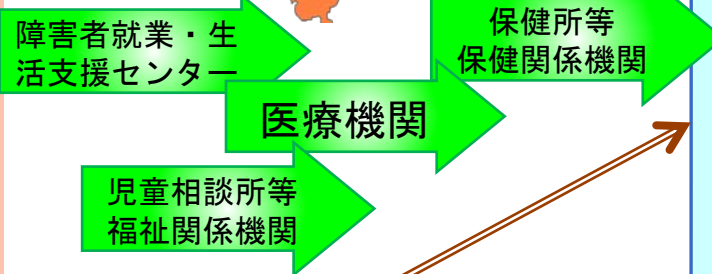 障害者就業・生
活支援センター
保健所等
保健関係機関
医療機関
児童相談所等
福祉関係機関